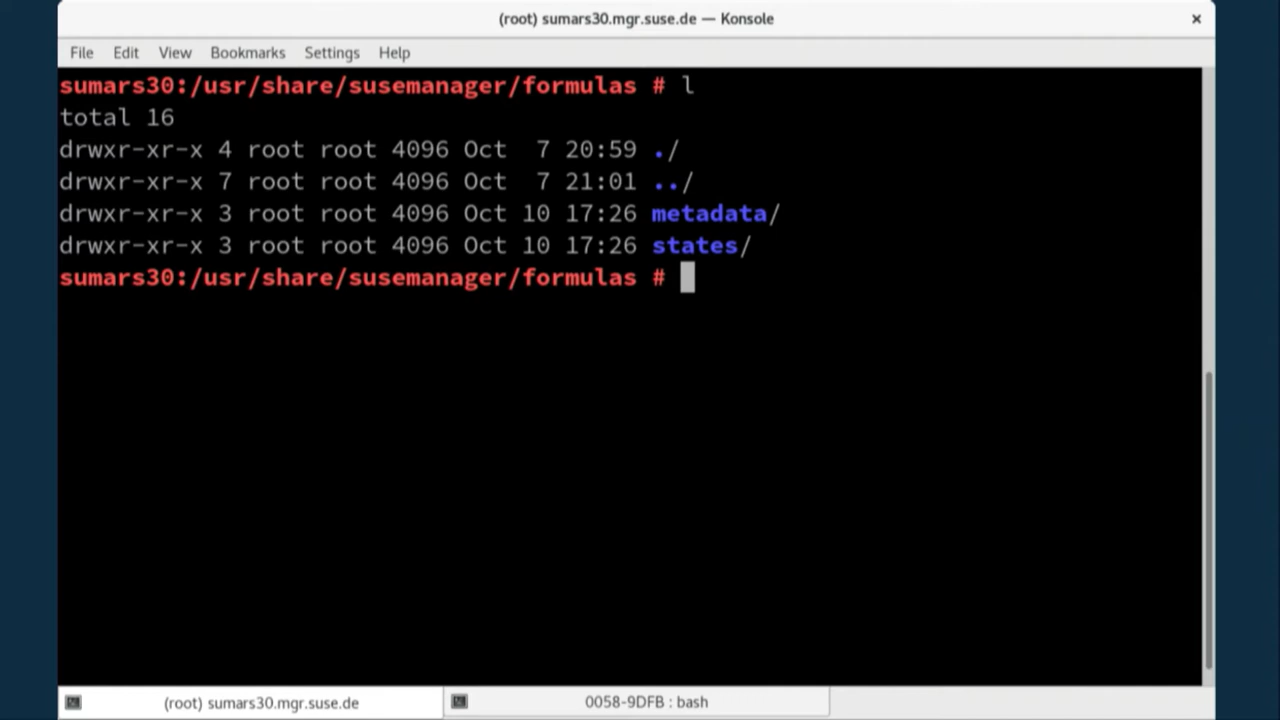 (root) sumars30.mgr.suse.de — Konsole
File Edit View Bookmarks Settings Help
sumars30:/usr/share/susemanager/formulas # l
total 16
drwxr-xr-x 4 root root 4096 Oct  7 20:59 ./
drwxr-xr-x 7 root root 4096 Oct  7 21:01 ../
drwxr-xr-x 3 root root 4096 Oct 10 17:26 metadata/
drwxr-xr-x 3 root root 4096 Oct 10 17:26 states/
sumars30:/usr/share/susemanager/formulas #
(root) sumars30.mgr.suse.de 0058-9DFB : bash